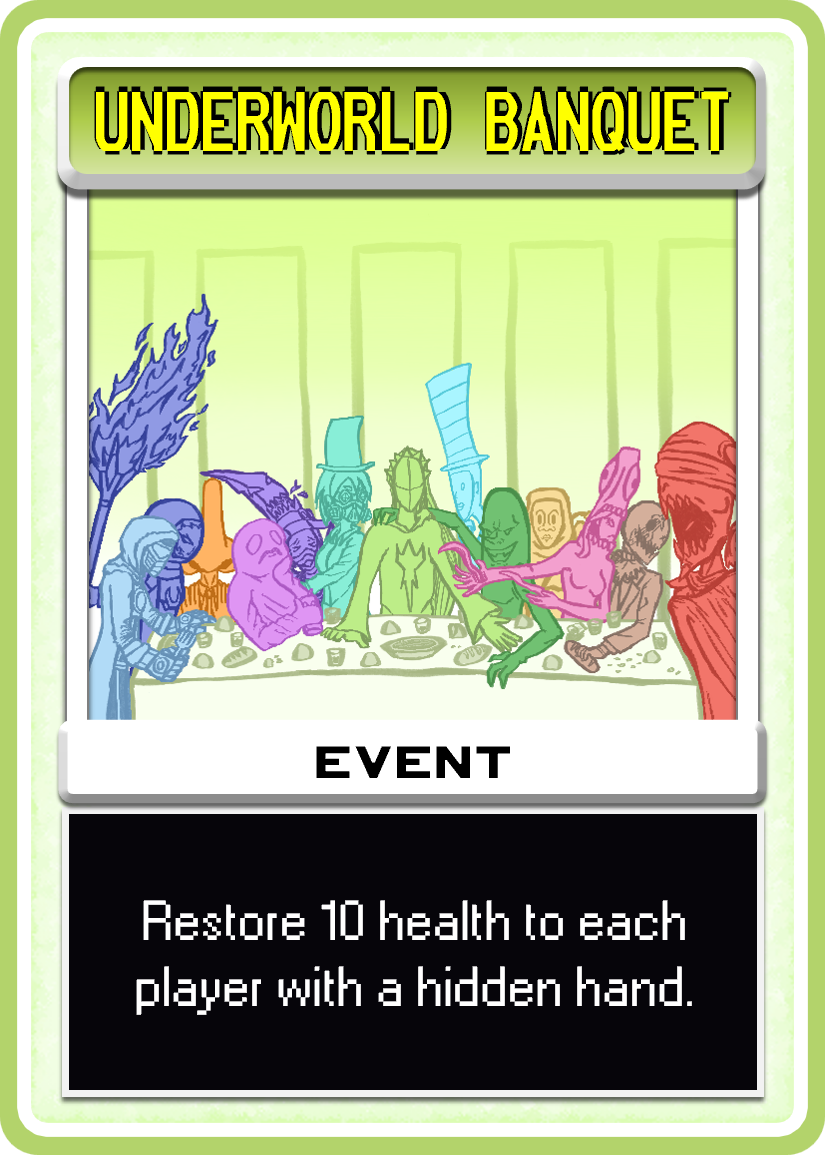 UNDERWORLD BANQUET
EVENT
Restore 10 health to each
player with a hidden hand.